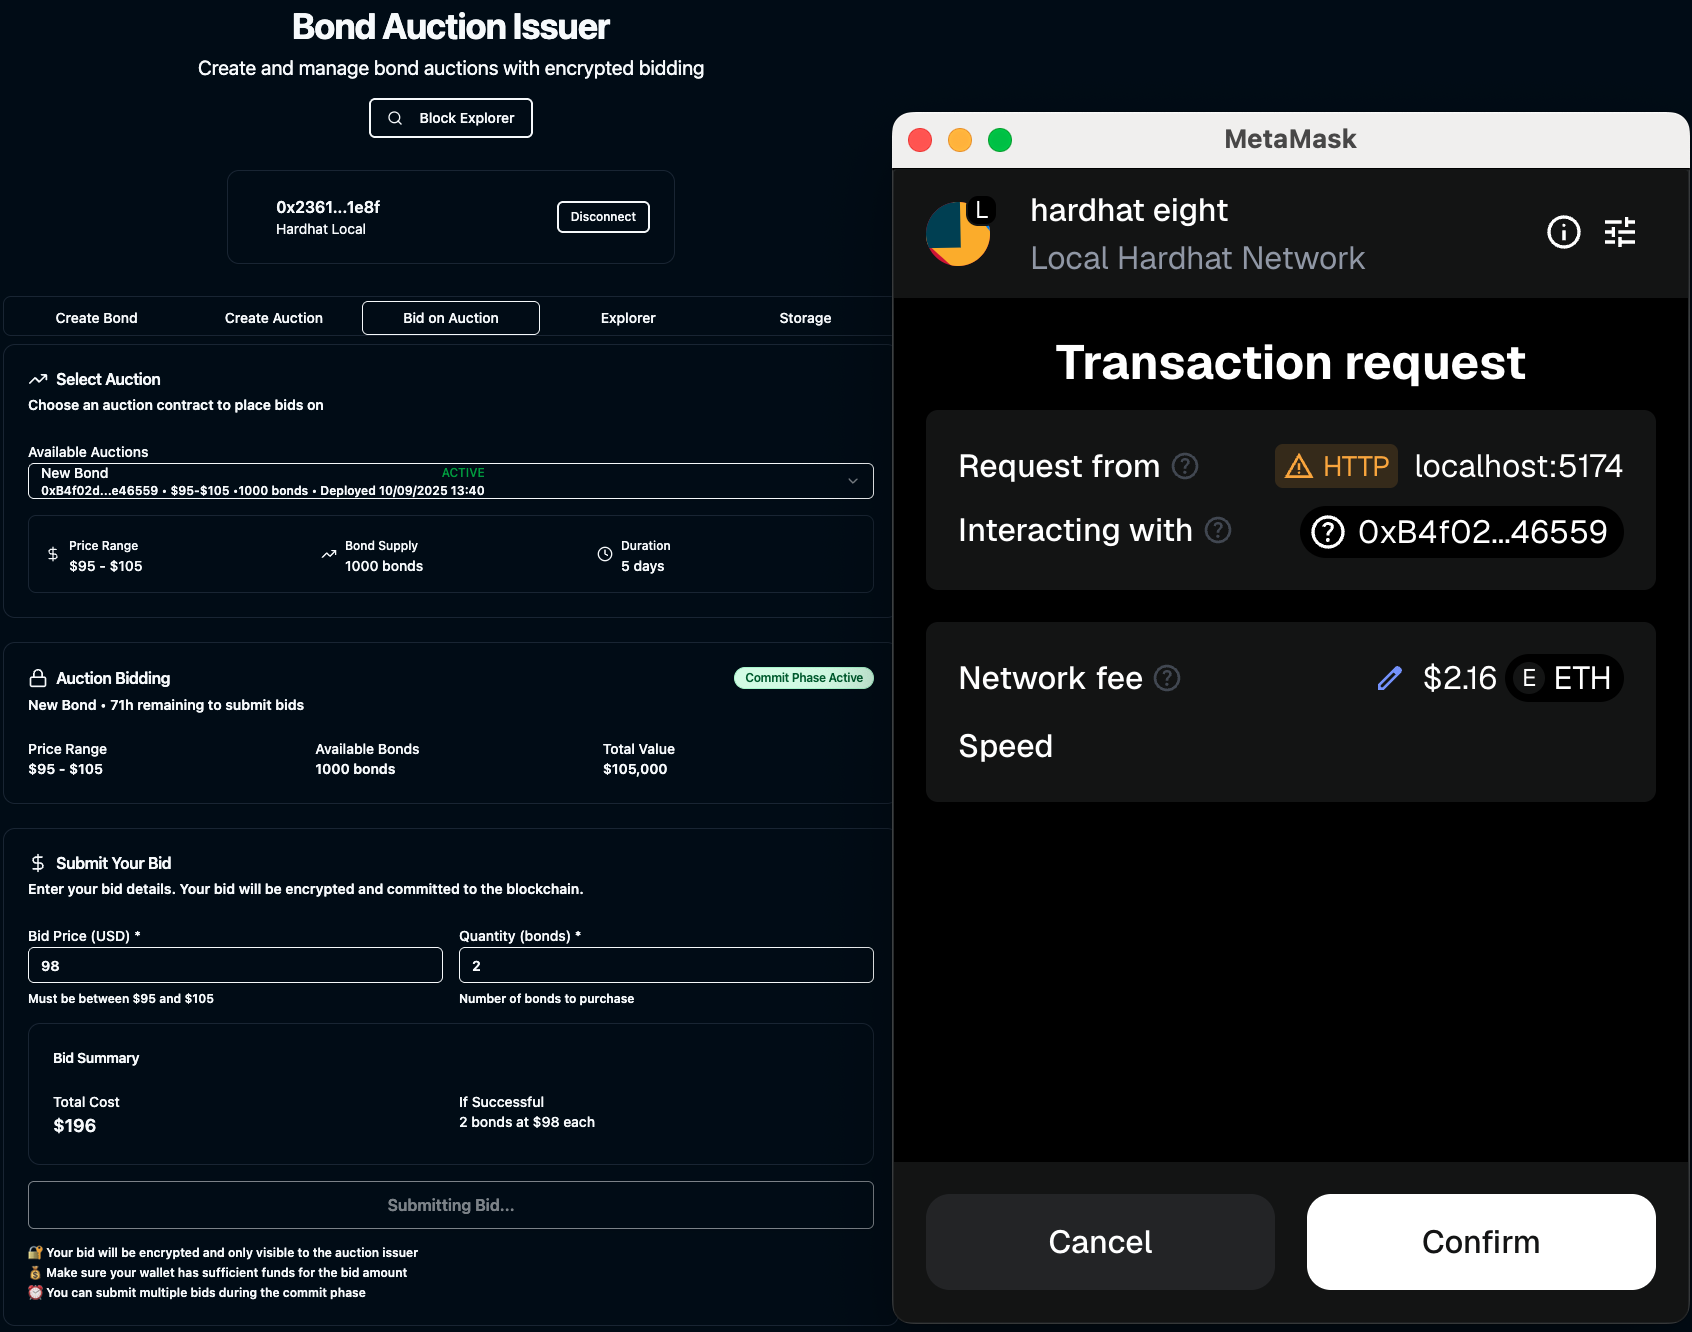 Bond Auction Issuer
Create and manage bond auctions with encrypted bidding
Block Explorer
0x2361...1e8f
Hardhat Local
Disconnect
Create Bond
Create Auction
Bid on Auction
Explorer
Storage
Select Auction
Choose an auction contract to place bids on
Available Auctions
New Bond ACTIVE
0xB4f02d...e46559 • $95-$105 •1000 bonds • Deployed 10/09/2025 13:40
Price Range
$95 - $105
Bond Supply
1000 bonds
Duration
5 days
Auction Bidding
Commit Phase Active
New Bond • 71h remaining to submit bids
Price Range
$95 - $105
Available Bonds
1000 bonds
Total Value
$105,000
Submit Your Bid
Enter your bid details. Your bid will be encrypted and committed to the blockchain.
Bid Price (USD) *
98
Must be between $95 and $105
Quantity (bonds) *
2
Number of bonds to purchase
Bid Summary
Total Cost
$196
If Successful
2 bonds at $98 each
Submitting Bid...
🔐 Your bid will be encrypted and only visible to the auction issuer
💰 Make sure your wallet has sufficient funds for the bid amount
⏰ You can submit multiple bids during the commit phase
MetaMask
L
hardhat eight
Local Hardhat Network
Transaction request
Request from HTTP localhost:5174
Interacting with 0xB4f02...46559
Network fee $2.16 E ETH
Speed
Cancel
Confirm